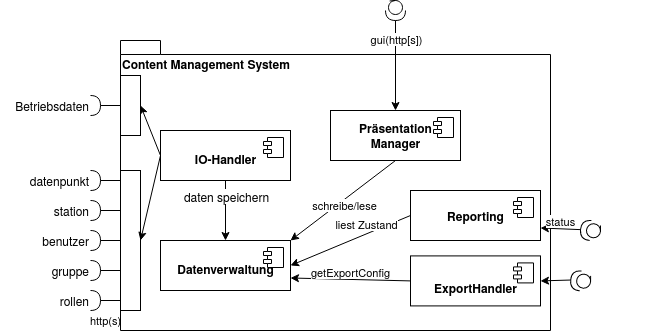 gui(http[s])
Content Management System
Betriebsdaten
Präsentation
Manager
IO-Handler
datenpunkt
daten speichern
station
schreibe/lese
Reporting
liest Zustand
status
benutzer
gruppe
Datenverwaltung
getExportConfig
ExportHandler
rollen
http(s)